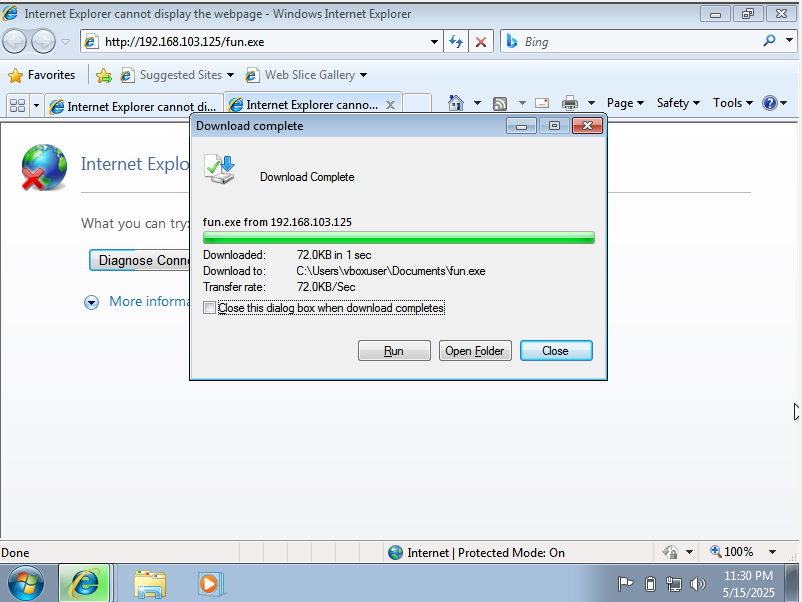 Internet Explorer cannot display the webpage - Windows Internet Explorer
http://192.168.103.125/fun.exe
Bing
Favorites
Suggested Sites
Web Slice Gallery
Internet Explorer cannot di...
Internet Explorer canno...
Page
Safety
Tools
Download complete
Internet Explo
Download Complete
What you can try:
fun.exe from 192.168.103.125
Diagnose Conn
Downloaded: 72.0KB in 1 sec
Download to: C:\Users\vboxuser\Documents\fun.exe
Transfer rate: 72.0KB/Sec
More informa
Close this dialog box when download completes
Run
Open Folder
Close
Done
Internet | Protected Mode: On
100%
11:30 PM
5/15/2025